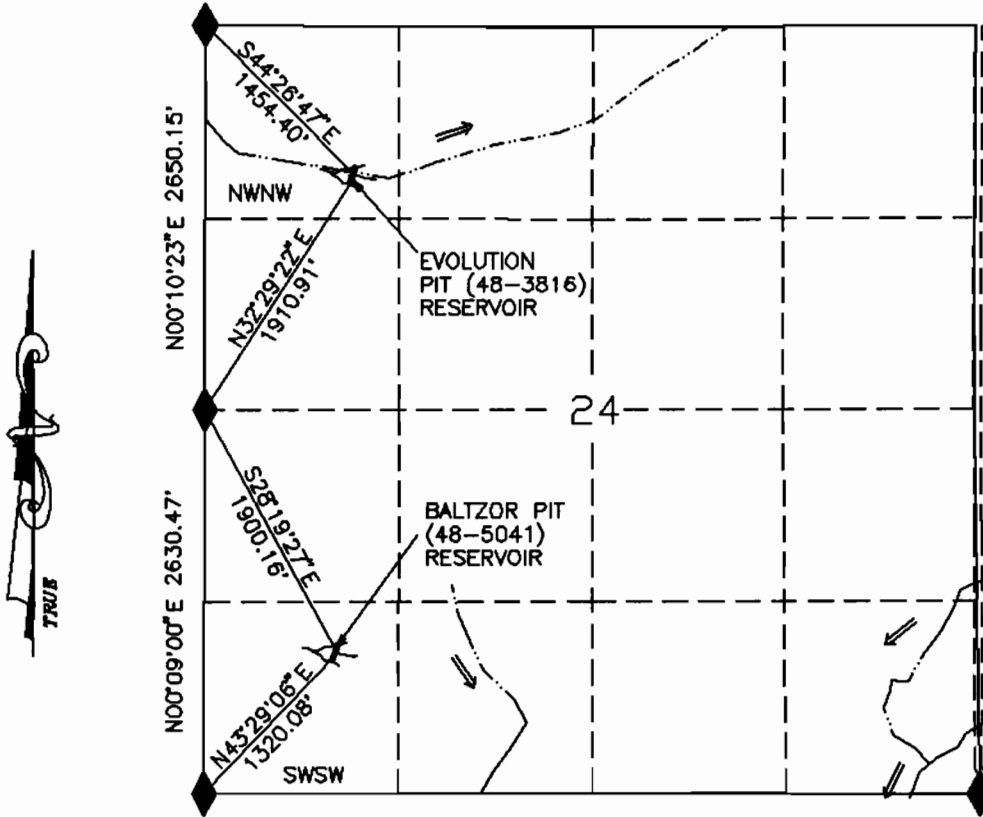 S44°26'47" E
1454.40'
N00°10'23" E 2650.15'
NWNW
N32°29'22" E
1910.91'
EVOLUTION
PIT (48-3816)
RESERVOIR
24
S28°19'27" E
1900.16'
BALTZOR PIT
(48-5041)
RESERVOIR
N00°09'00" E 2630.47'
TRUE
N43°29'06" E
1320.08'
SWSW